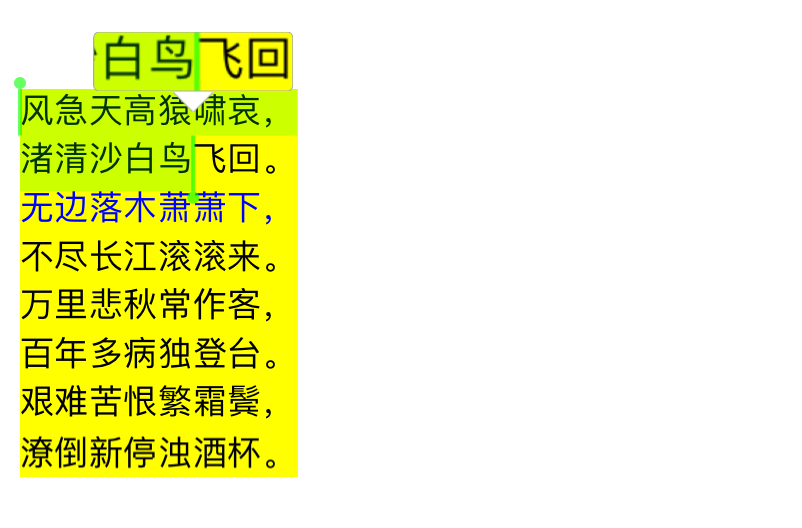 白鸟飞回
风急天高猿啸哀，
渚清沙白鸟飞回。
无边落木萧萧下，
不尽长江滚滚来。
万里悲秋常作客，
百年多病独登台。
艰难苦恨繁霜鬓，
潦倒新停浊酒杯。